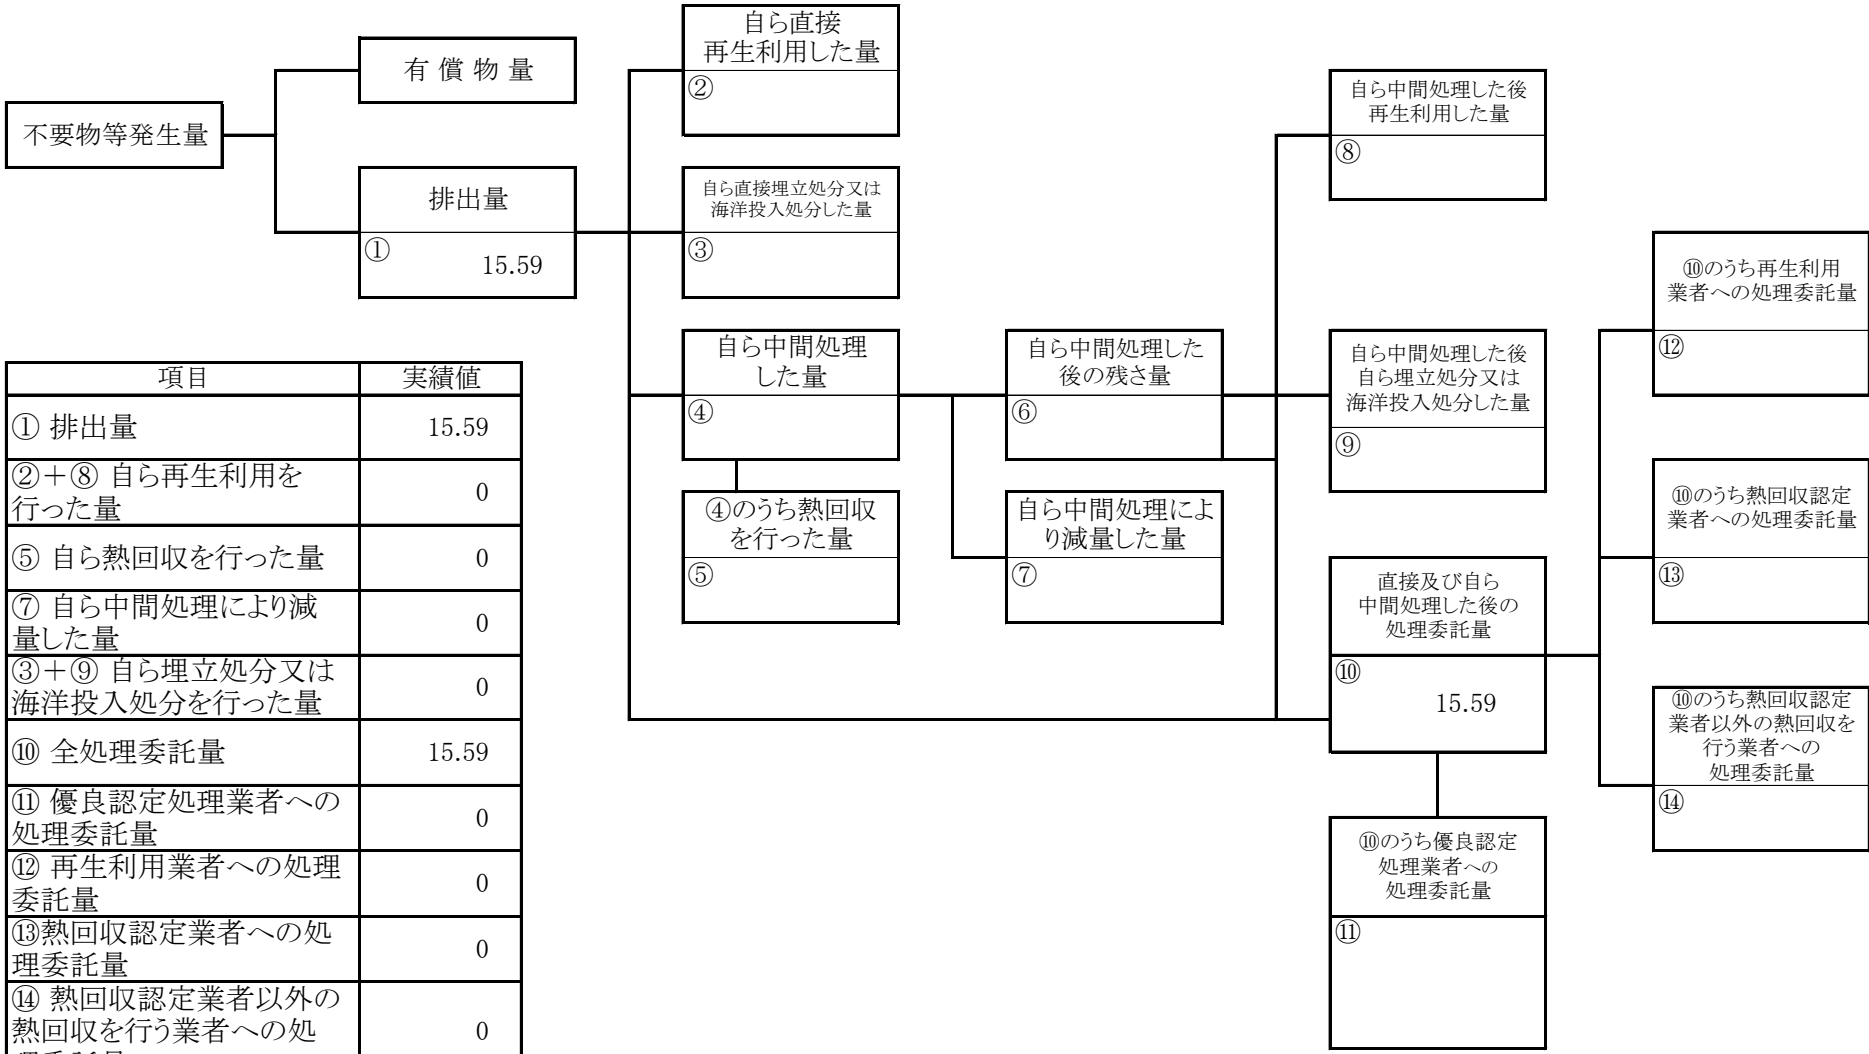 不要物等発生量
有 償 物 量
排出量
①
15.59
自ら直接
再生利用した量
②
自ら直接埋立処分又は
海洋投入処分した量
③
自ら中間処理
した量
④
④のうち熱回収
を行った量
⑤
自ら中間処理した
後の残さ量
⑥
自ら中間処理によ
り減量した量
⑦
自ら中間処理した後
再生利用した量
⑧
自ら中間処理した後
自ら埋立処分又は
海洋投入処分した量
⑨
直接及び自ら
中間処理した後の
処理委託量
⑩
15.59
⑩のうち優良認定
処理業者への
処理委託量
⑪
⑩のうち再生利用
業者への処理委託量
⑫
⑩のうち熱回収認定
業者への処理委託量
⑬
⑩のうち熱回収認定
業者以外の熱回収を
行う業者への
処理委託量
⑭
項目 実績値
① 排出量 15.59
②＋⑧ 自ら再生利用を
行った量 0
⑤ 自ら熱回収を行った量 0
⑦ 自ら中間処理により減
量した量 0
③＋⑨ 自ら埋立処分又は
海洋投入処分を行った量 0
⑩ 全処理委託量 15.59
⑪ 優良認定処理業者への
処理委託量 0
⑫ 再生利用業者への処理
委託量 0
⑬熱回収認定業者への処
理委託量 0
⑭ 熱回収認定業者以外の
熱回収を行う業者への処 0